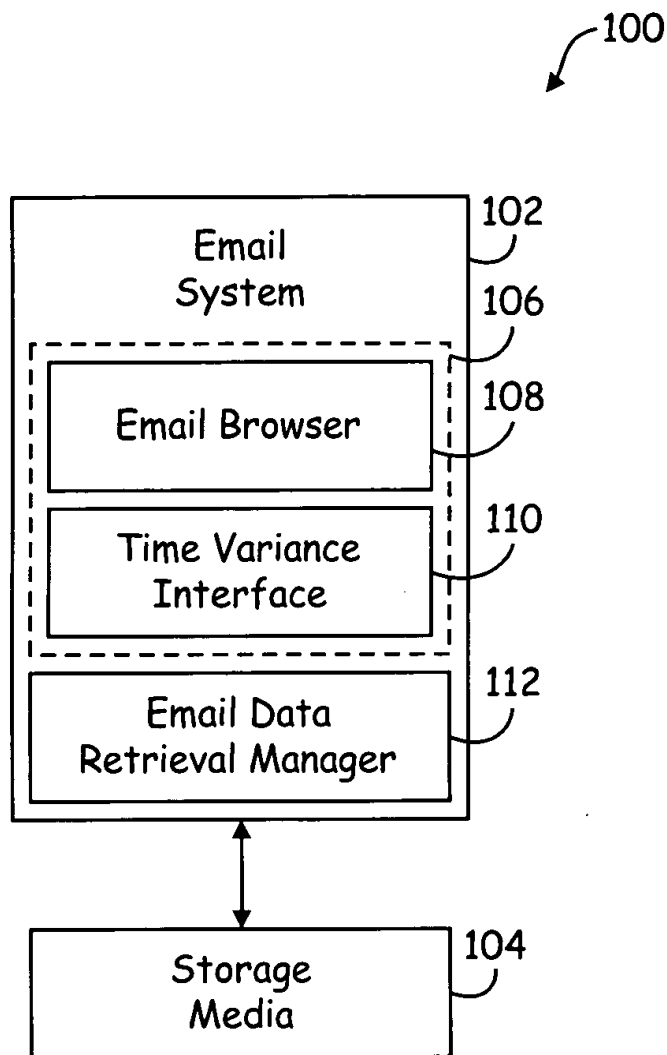 100
102
Email
System
106
108
Email Browser
110
Time Variance
Interface
112
Email Data
Retrieval Manager
104
Storage
Media